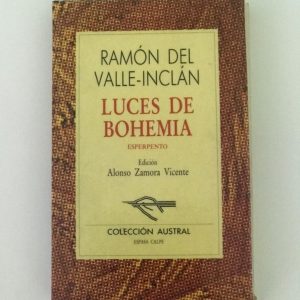 RAMÓN DEL
VALLE-INCLÁN
LUCES DE
BOHEMIA
ESPERPENTO
Edición
Alonso Zamora Vicente
COLECCIÓN AUSTRAL
ESPASA CALPE